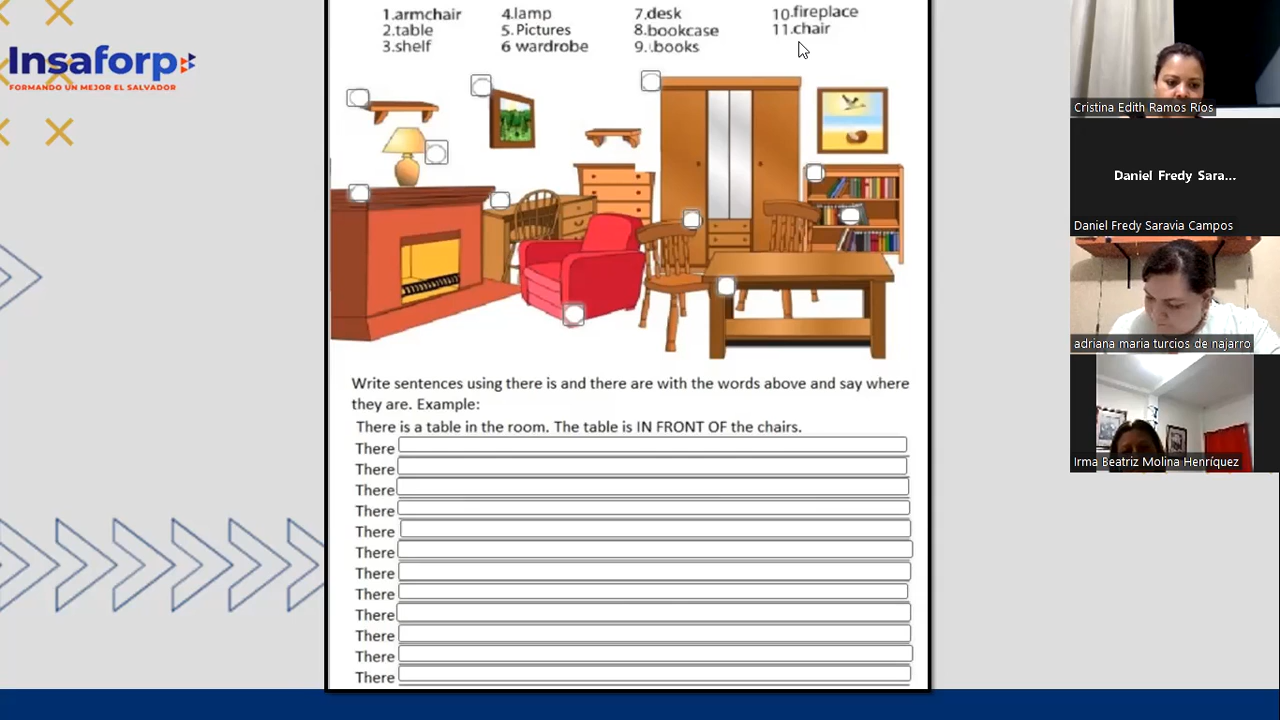 1.armchair 4.lamp 7.desk 10.fireplace
2.table 5.Pictures 8.bookcase 11.chair
3.shelf 6 wardrobe 9. books
Insaforp
FORMANDO UN MEJOR EL SALVADOR
Write sentences using there is and there are with the words above and say where
they are. Example:
There is a table in the room. The table is IN FRONT OF the chairs.
There
There
There
There
There
There
There
There
There
There
There
There
Cristina Edith Ramos Ríos
Daniel Fredy Sara...
Daniel Fredy Saravia Campos
adriana maria turcios de najarro
Irma Beatriz Molina Henríquez